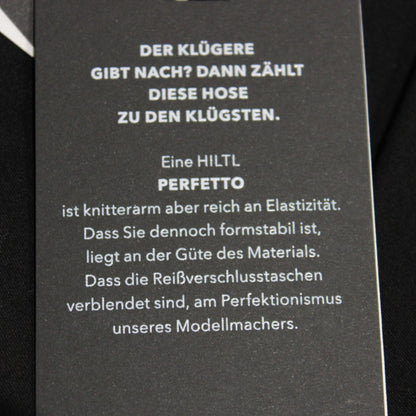 DER KLÜGERE
GIBT NACH? DANN ZÄHLT
DIESE HOSE
ZU DEN KLÜGSTEN.
Eine HILTL
PERFETTO
ist knitterarm aber reich an Elastizität.
Dass Sie dennoch formstabil ist,
liegt an der Güte des Materials.
Dass die Reißverschlusstaschen
verblendet sind, am Perfektionismus
unseres Modellmachers.